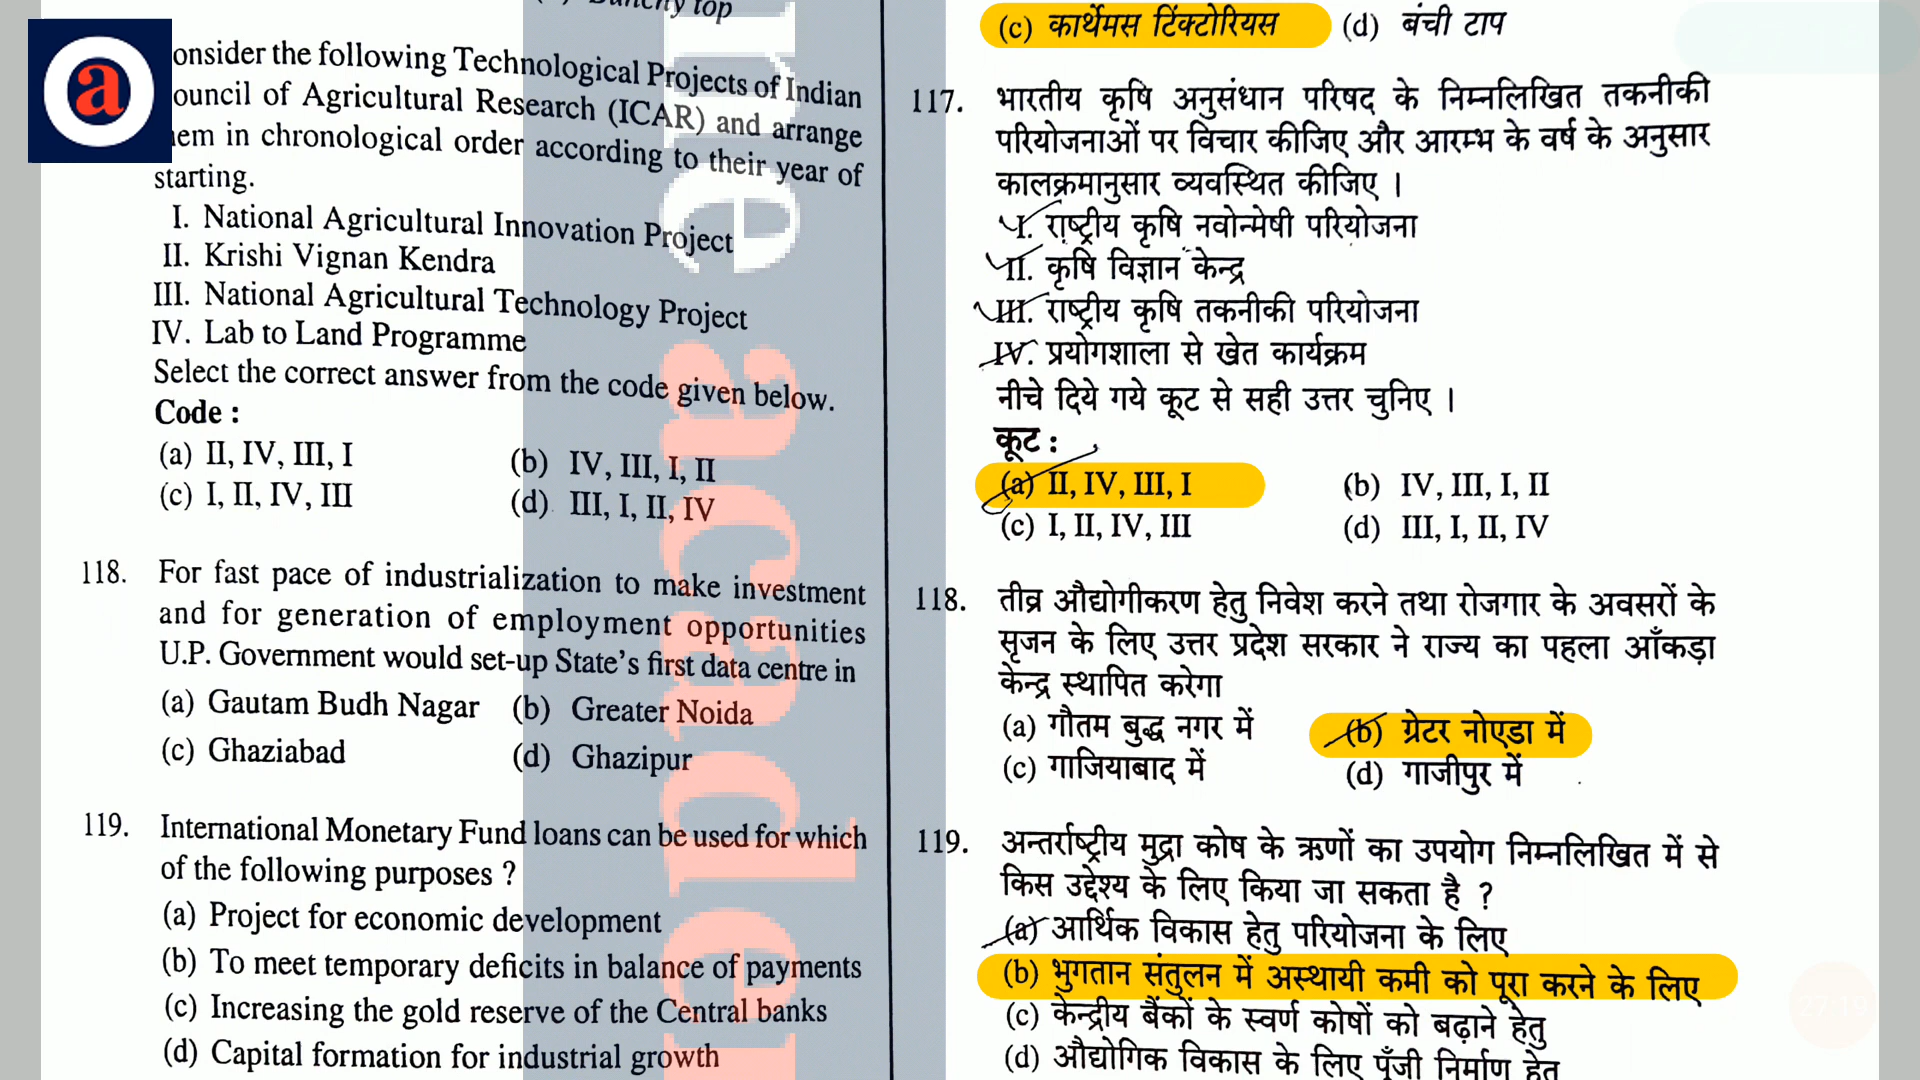 top
a
onsider the following Technological Projects of Indian
ouncil of Agricultural Research (ICAR) and arrange
em in chronological order according to their year of
starting.
I. National Agricultural Innovation Project
II. Krishi Vignan Kendra
III. National Agricultural Technology Project
IV. Lab to Land Programme
Select the correct answer from the code given below.
Code :
(a) II, IV, III, I
(b) IV, III, I, II
(c) I, II, IV, III
(d) III, I, II, IV
118. For fast pace of industrialization to make investment
and for generation of employment opportunities
U.P. Government would set-up State's first data centre in
(a) Gautam Budh Nagar (b) Greater Noida
(c) Ghaziabad (d) Ghazipur
119. International Monetary Fund loans can be used for which
of the following purposes ?
(a) Project for economic development
(b) To meet temporary deficits in balance of payments
(c) Increasing the gold reserve of the Central banks
(d) Capital formation for industrial growth
(c) कार्थेमस टिंक्टोरियस (d) बंची टाप
117. भारतीय कृषि अनुसंधान परिषद के निम्नलिखित तकनीकी
परियोजनाओं पर विचार कीजिए और आरम्भ के वर्ष के अनुसार
कालक्रमानुसार व्यवस्थित कीजिए ।
I. राष्ट्रीय कृषि नवोन्मेषी परियोजना
II. कृषि विज्ञान केन्द्र
III. राष्ट्रीय कृषि तकनीकी परियोजना
IV. प्रयोगशाला से खेत कार्यक्रम
नीचे दिये गये कूट से सही उत्तर चुनिए ।
कूट :
(a) II, IV, III, I (b) IV, III, I, II
(c) I, II, IV, III (d) III, I, II, IV
118. तीव्र औद्योगीकरण हेतु निवेश करने तथा रोजगार के अवसरों के
सृजन के लिए उत्तर प्रदेश सरकार ने राज्य का पहला आँकड़ा
केन्द्र स्थापित करेगा
(a) गौतम बुद्ध नगर में (b) ग्रेटर नोएडा में
(c) गाजियाबाद में (d) गाजीपुर में
119. अन्तर्राष्ट्रीय मुद्रा कोष के ऋणों का उपयोग निम्नलिखित में से
किस उद्देश्य के लिए किया जा सकता है ?
(a) आर्थिक विकास हेतु परियोजना के लिए
(b) भुगतान संतुलन में अस्थायी कमी को पूरा करने के लिए
(c) केन्द्रीय बैंकों के स्वर्ण कोषों को बढ़ाने हेतु
(d) औद्योगिक विकास के लिए पूँजी निर्माण हेतु
ne acade